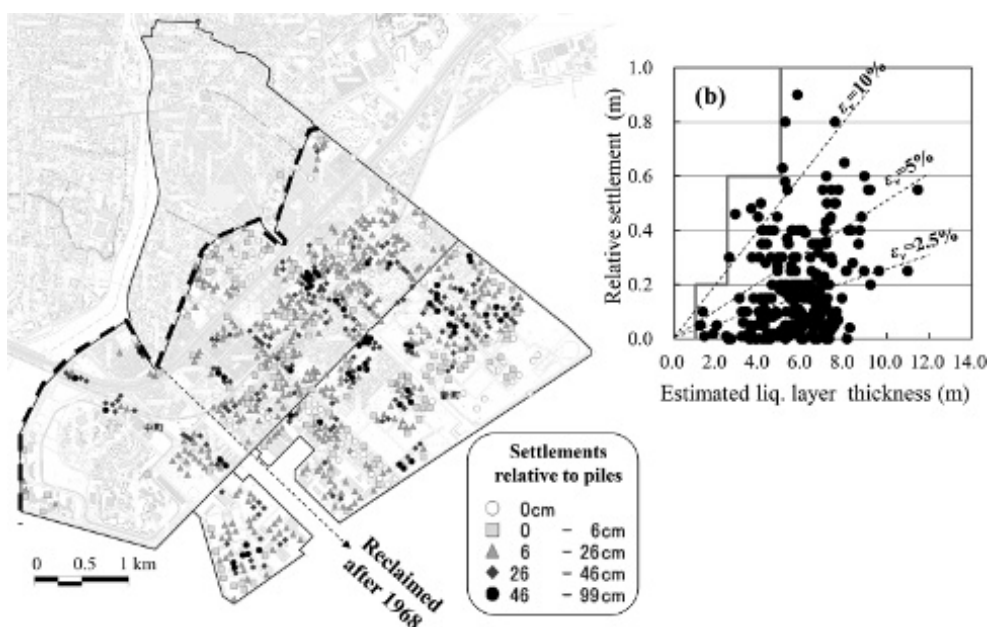 0 0.5 1 km
Reclaimed
after 1968
Settlements
relative to piles
0cm
0 - 6cm
6 - 26cm
26 - 46cm
46 - 99cm
(b)
Relative settlement (m)
1.0
0.8
0.6
0.4
0.2
0.0
εv=10%
εv=5%
εv=2.5%
0.0 2.0 4.0 6.0 8.0 10.0 12.0 14.0
Estimated liq. layer thickness (m)